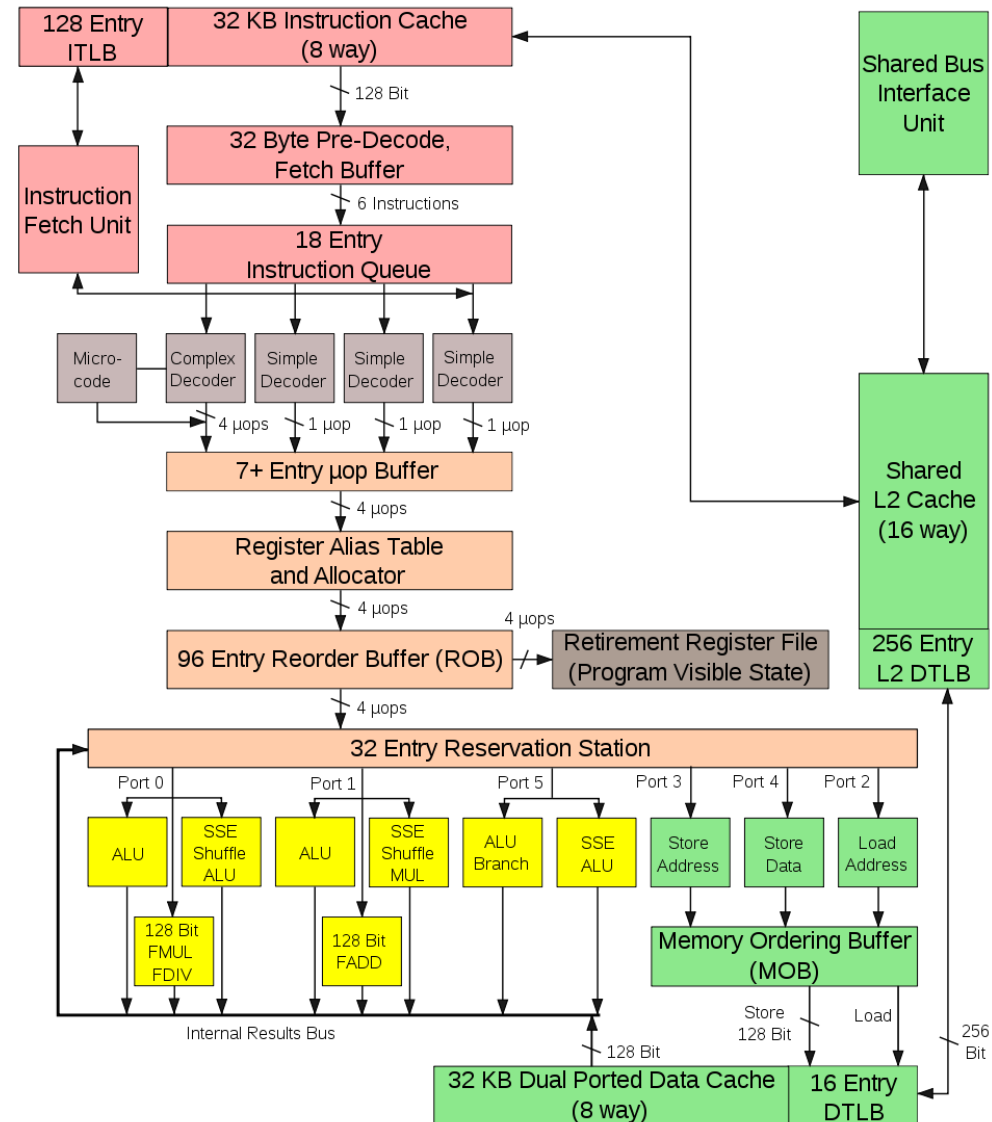 128 Entry
ITLB
32 KB Instruction Cache
(8 way)
Shared Bus
Interface
Unit
128 Bit
32 Byte Pre-Decode,
Fetch Buffer
Instruction
Fetch Unit
6 Instructions
18 Entry
Instruction Queue
Micro-
code
Complex
Decoder
Simple
Decoder
Simple
Decoder
Simple
Decoder
4 µops
1 µop
1 µop
1 µop
7+ Entry µop Buffer
Shared
L2 Cache
(16 way)
4 µops
Register Alias Table
and Allocator
4 µops
4 µops
96 Entry Reorder Buffer (ROB)
Retirement Register File
(Program Visible State)
256 Entry
L2 DTLB
4 µops
32 Entry Reservation Station
Port 0
Port 1
Port 5
Port 3
Port 4
Port 2
ALU
SSE
Shuffle
ALU
ALU
SSE
Shuffle
MUL
ALU
Branch
SSE
ALU
Store
Address
Store
Data
Load
Address
128 Bit
FMUL
FDIV
128 Bit
FADD
Memory Ordering Buffer
(MOB)
Internal Results Bus
Store
128 Bit
Load
256
Bit
128 Bit
32 KB Dual Ported Data Cache
(8 way)
16 Entry
DTLB